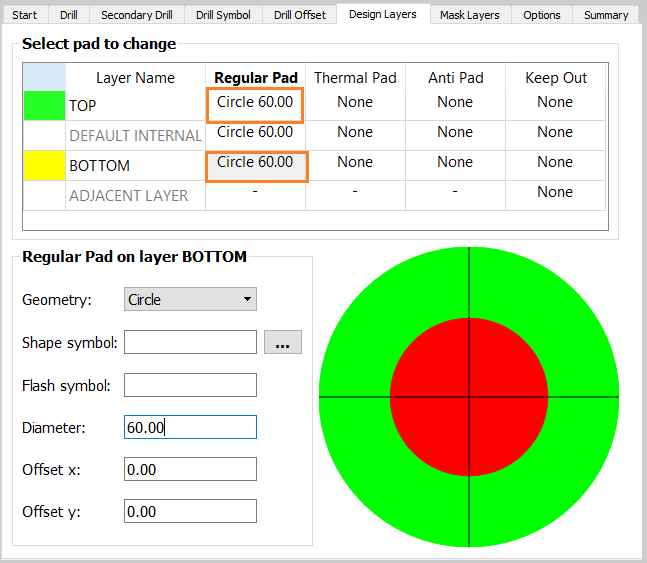 Start Drill Secondary Drill Drill Symbol Drill Offset Design Layers Mask Layers Options Summary
Select pad to change
Layer Name Regular Pad Thermal Pad Anti Pad Keep Out
TOP Circle 60.00 None None None
DEFAULT INTERNAL Circle 60.00 None None None
BOTTOM Circle 60.00 None None None
ADJACENT LAYER - - - None
Regular Pad on layer BOTTOM
Geometry: Circle
Shape symbol: ...
Flash symbol:
Diameter: 60.00
Offset x: 0.00
Offset y: 0.00